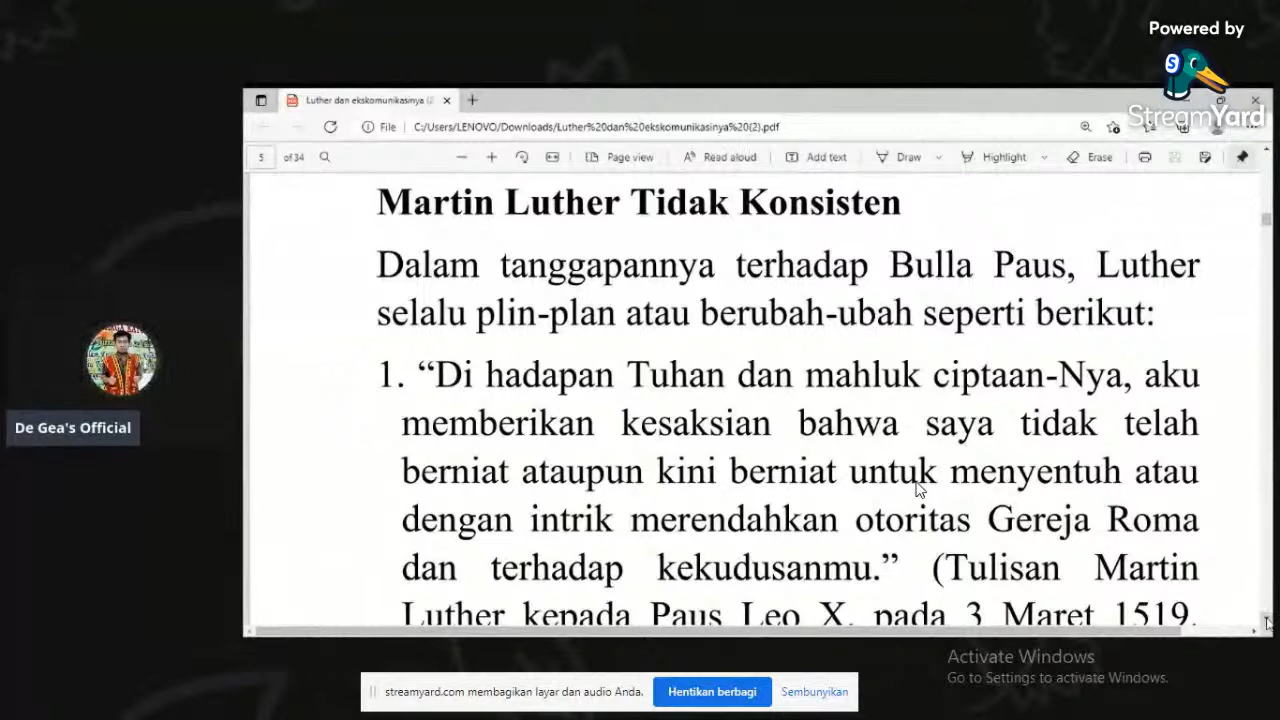 Powered by
StreamYard
Luther dan ekskomunikasinya (2
File
C:/Users/LENOVO/Downloads/Luther%20dan%20ekskomunikasinya%20(2).pdf
5 of 34
Page view
Read aloud
Add text
Draw
Highlight
Erase
Martin Luther Tidak Konsisten
Dalam tanggapannya terhadap Bulla Paus, Luther
selalu plin-plan atau berubah-ubah seperti berikut:
1. “Di hadapan Tuhan dan mahluk ciptaan-Nya, aku
memberikan kesaksian bahwa saya tidak telah
berniat ataupun kini berniat untuk menyentuh atau
dengan intrik merendahkan otoritas Gereja Roma
dan terhadap kekudusanmu.” (Tulisan Martin
Luther kepada Paus Leo X, pada 3 Maret 1519,
De Gea's Official
Activate Windows
Go to Settings to activate Windows.
streamyard.com membagikan layar dan audio Anda.
Hentikan berbagi
Sembunyikan